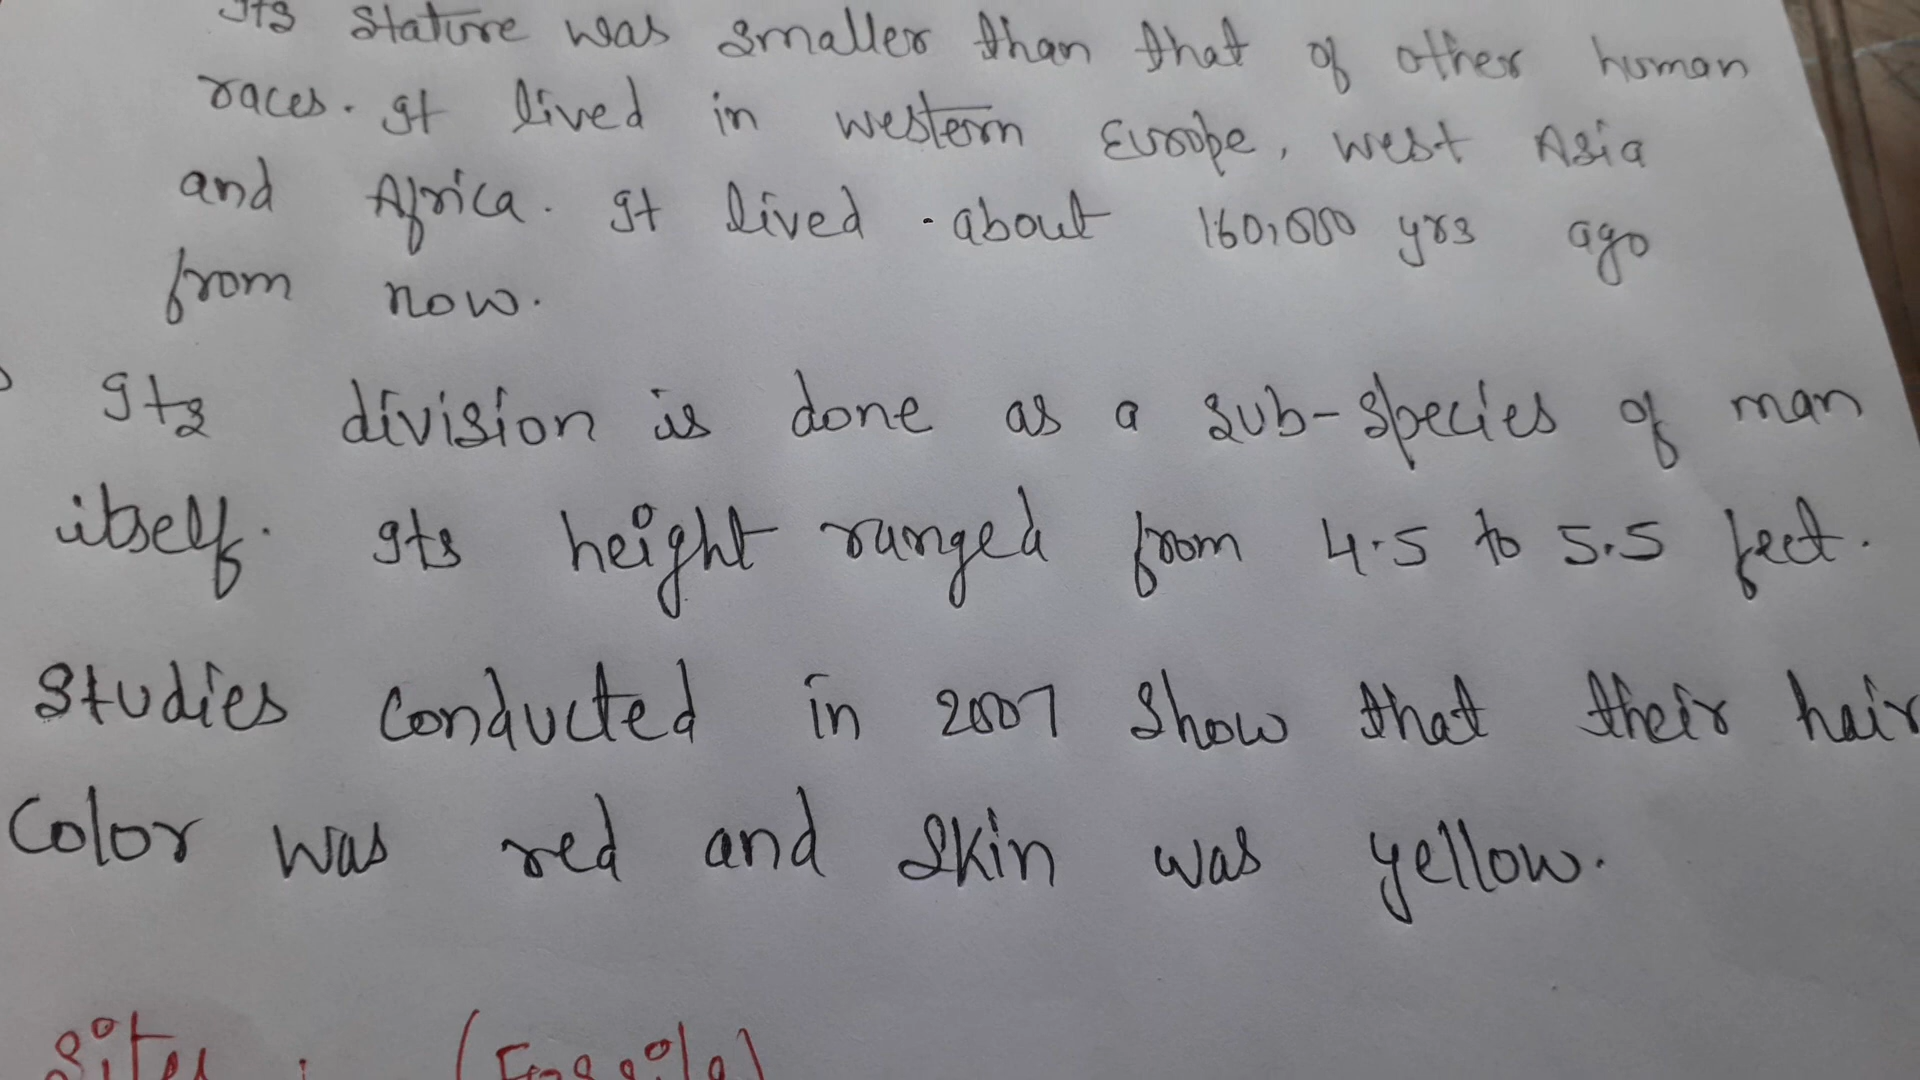 Its stature was smaller than that of other human
races. It lived in western Europe, west Asia
and Africa. It lived about 160,000 yrs ago
from now.
Its division is done as a sub-species of man
itself. Its height ranged from 4.5 to 5.5 feet.
Studies conducted in 2007 show that their hair
color was red and skin was yellow.
Sites : (Fossils)